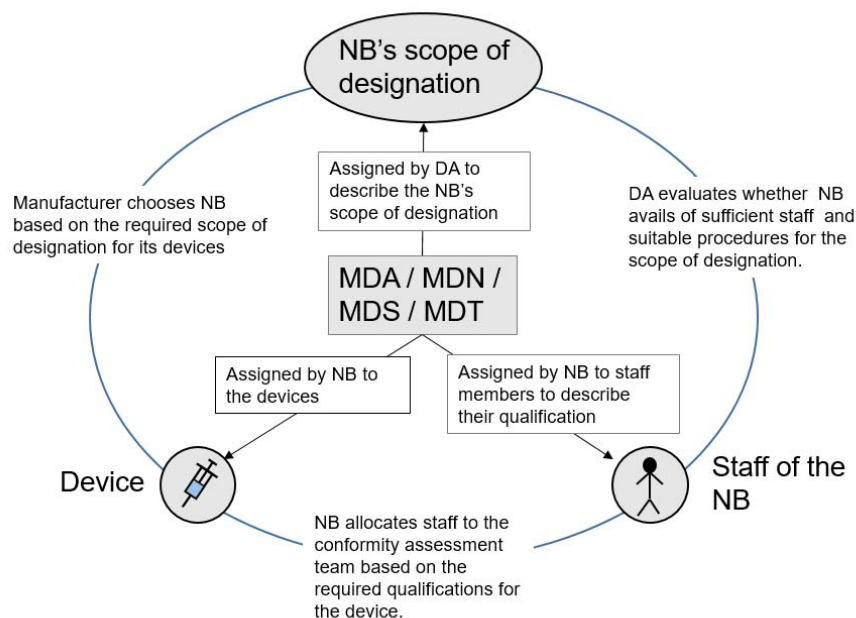 NB's scope of
designation
Assigned by DA to
describe the NB's
scope of designation
Manufacturer chooses NB
based on the required scope of
designation for its devices
DA evaluates whether NB
avails of sufficient staff and
suitable procedures for the
scope of designation.
MDA / MDN /
MDS / MDT
Assigned by NB to
the devices
Assigned by NB to staff
members to describe
their qualification
Device
Staff of the
NB
NB allocates staff to the
conformity assessment
team based on the
required qualifications for
the device.